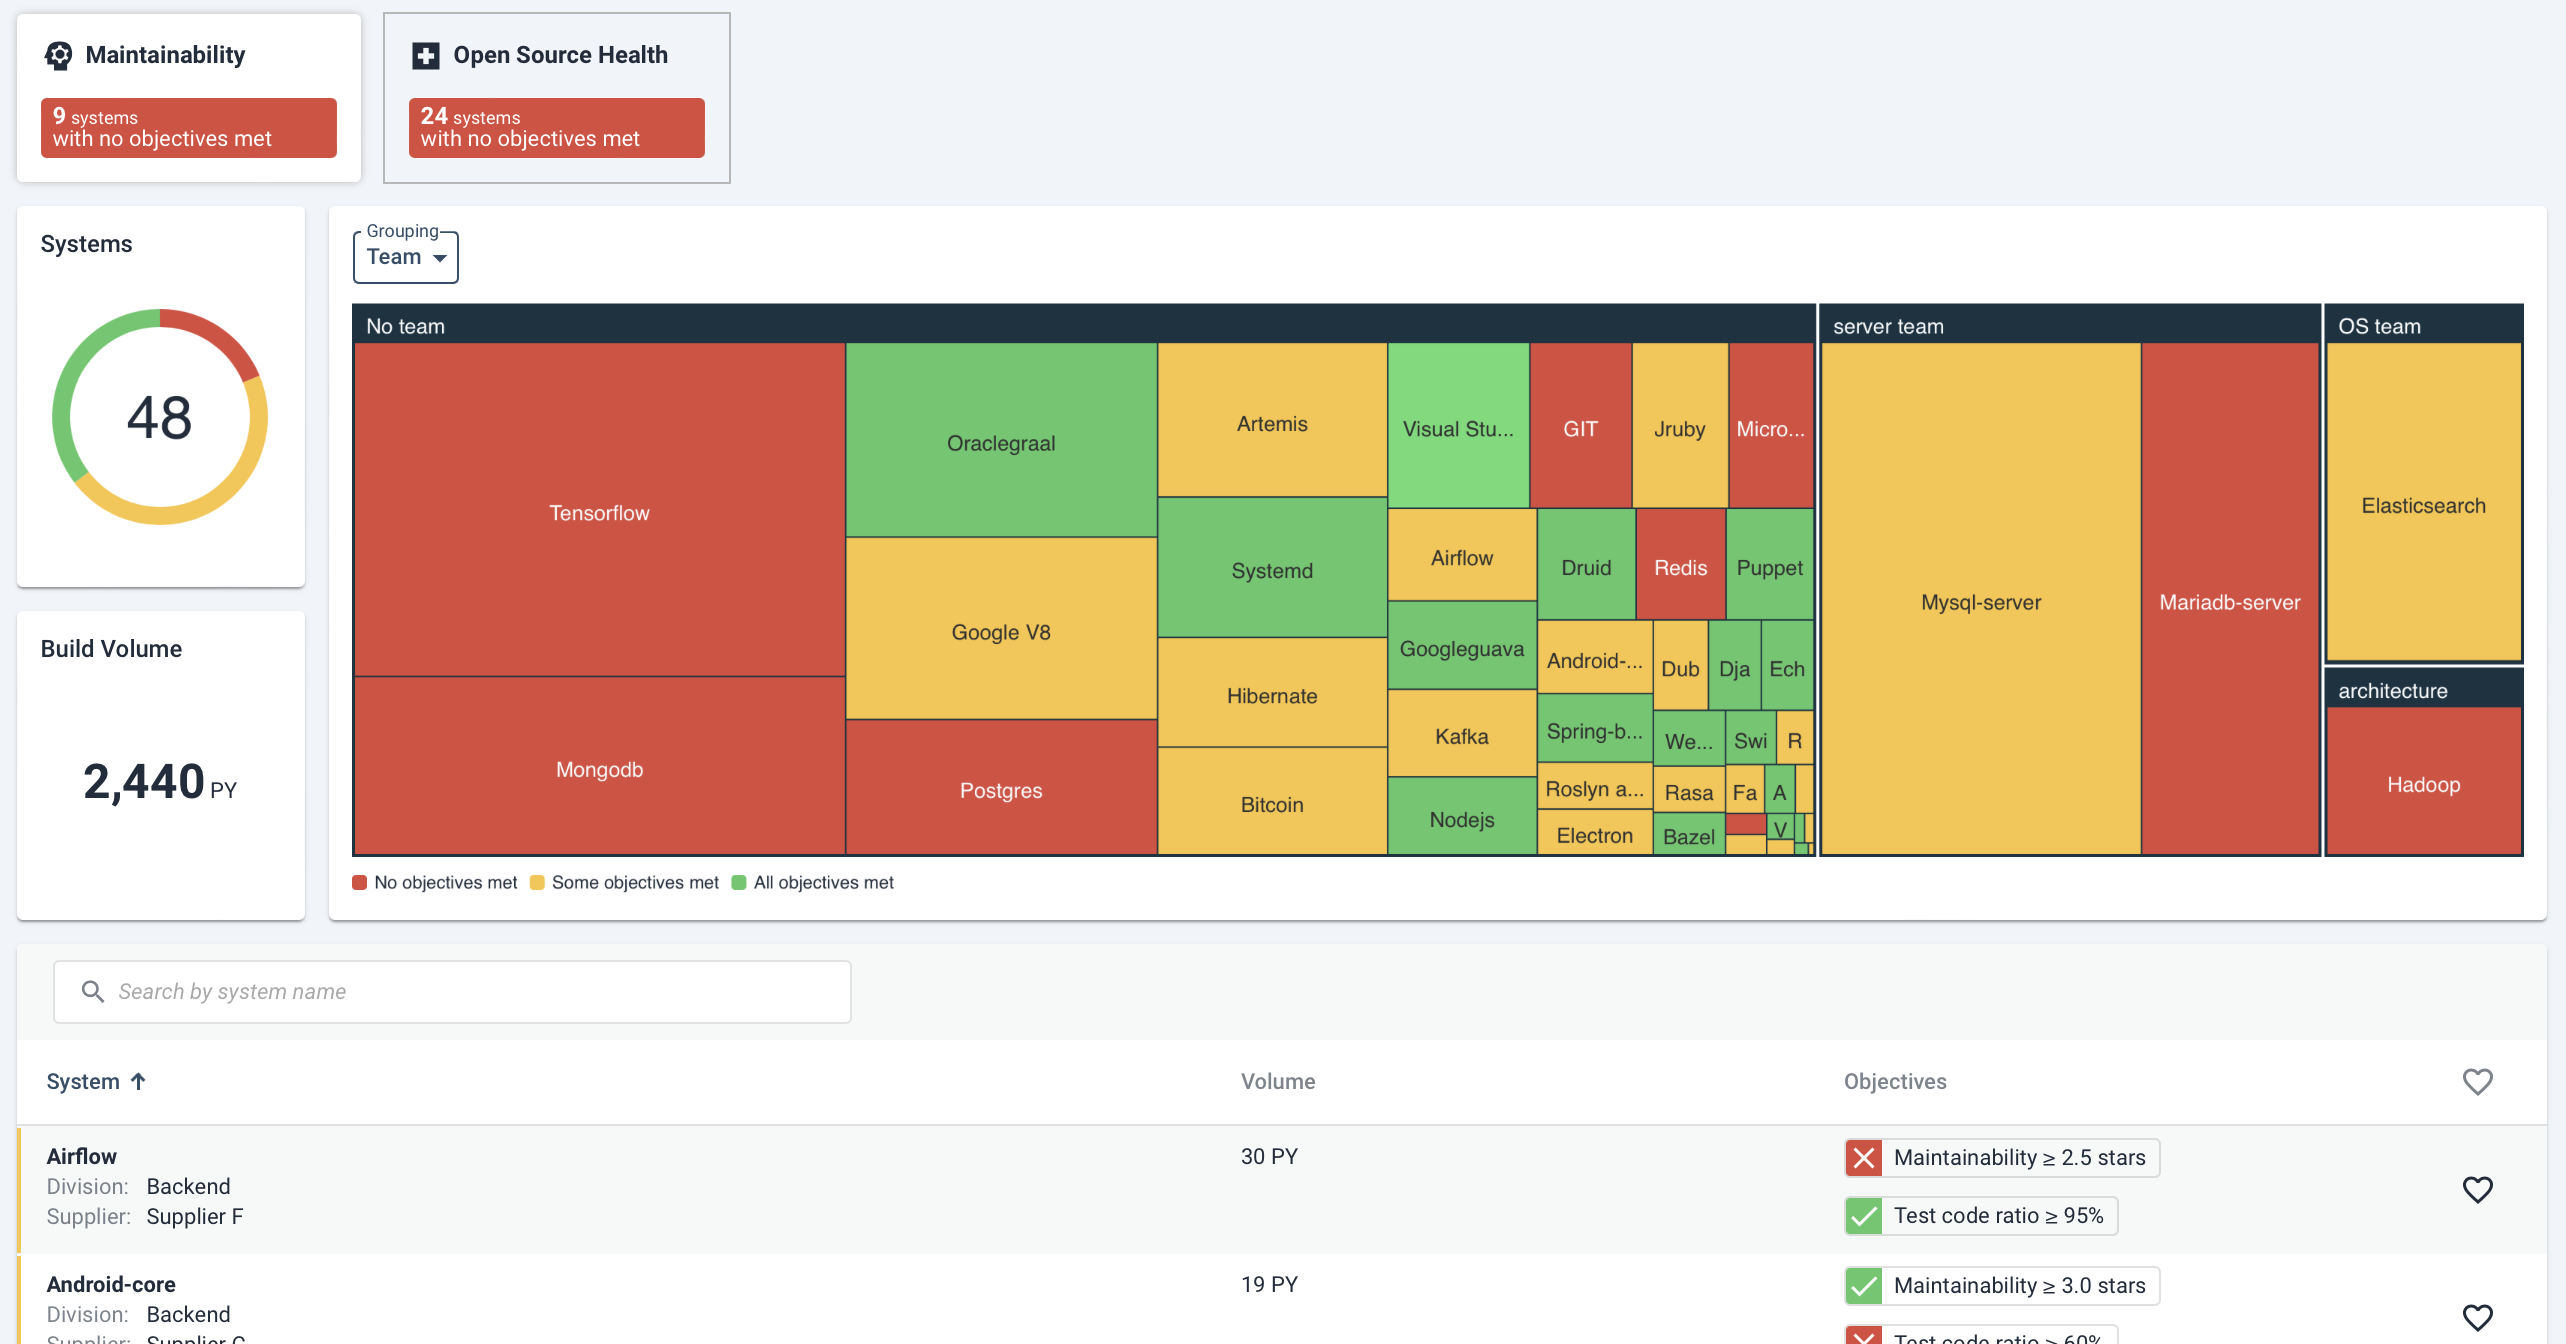 Maintainability
9 systems
with no objectives met
Open Source Health
24 systems
with no objectives met
Systems
48
Build Volume
2,440 PY
Grouping
Team
No team
Tensorflow
Mongodb
Oraclegraal
Google V8
Postgres
Artemis
Systemd
Hibernate
Bitcoin
Visual Stu...
GIT
Jruby
Micro...
Airflow
Googleguava
Kafka
Nodejs
Druid
Redis
Puppet
Android-...
Dub
Dja
Ech
Spring-b...
We...
Swi
R
Roslyn a...
Rasa
Fa
A
Electron
Bazel
V
server team
Mysql-server
Mariadb-server
OS team
Elasticsearch
architecture
Hadoop
No objectives met
Some objectives met
All objectives met
Search by system name
System
Volume
Objectives
Airflow
Division: Backend
Supplier: Supplier F
30 PY
Maintainability ≥ 2.5 stars
Test code ratio ≥ 95%
Android-core
Division: Backend
Supplier: Supplier
19 PY
Maintainability ≥ 3.0 stars
Test code ratio ≥ 60%